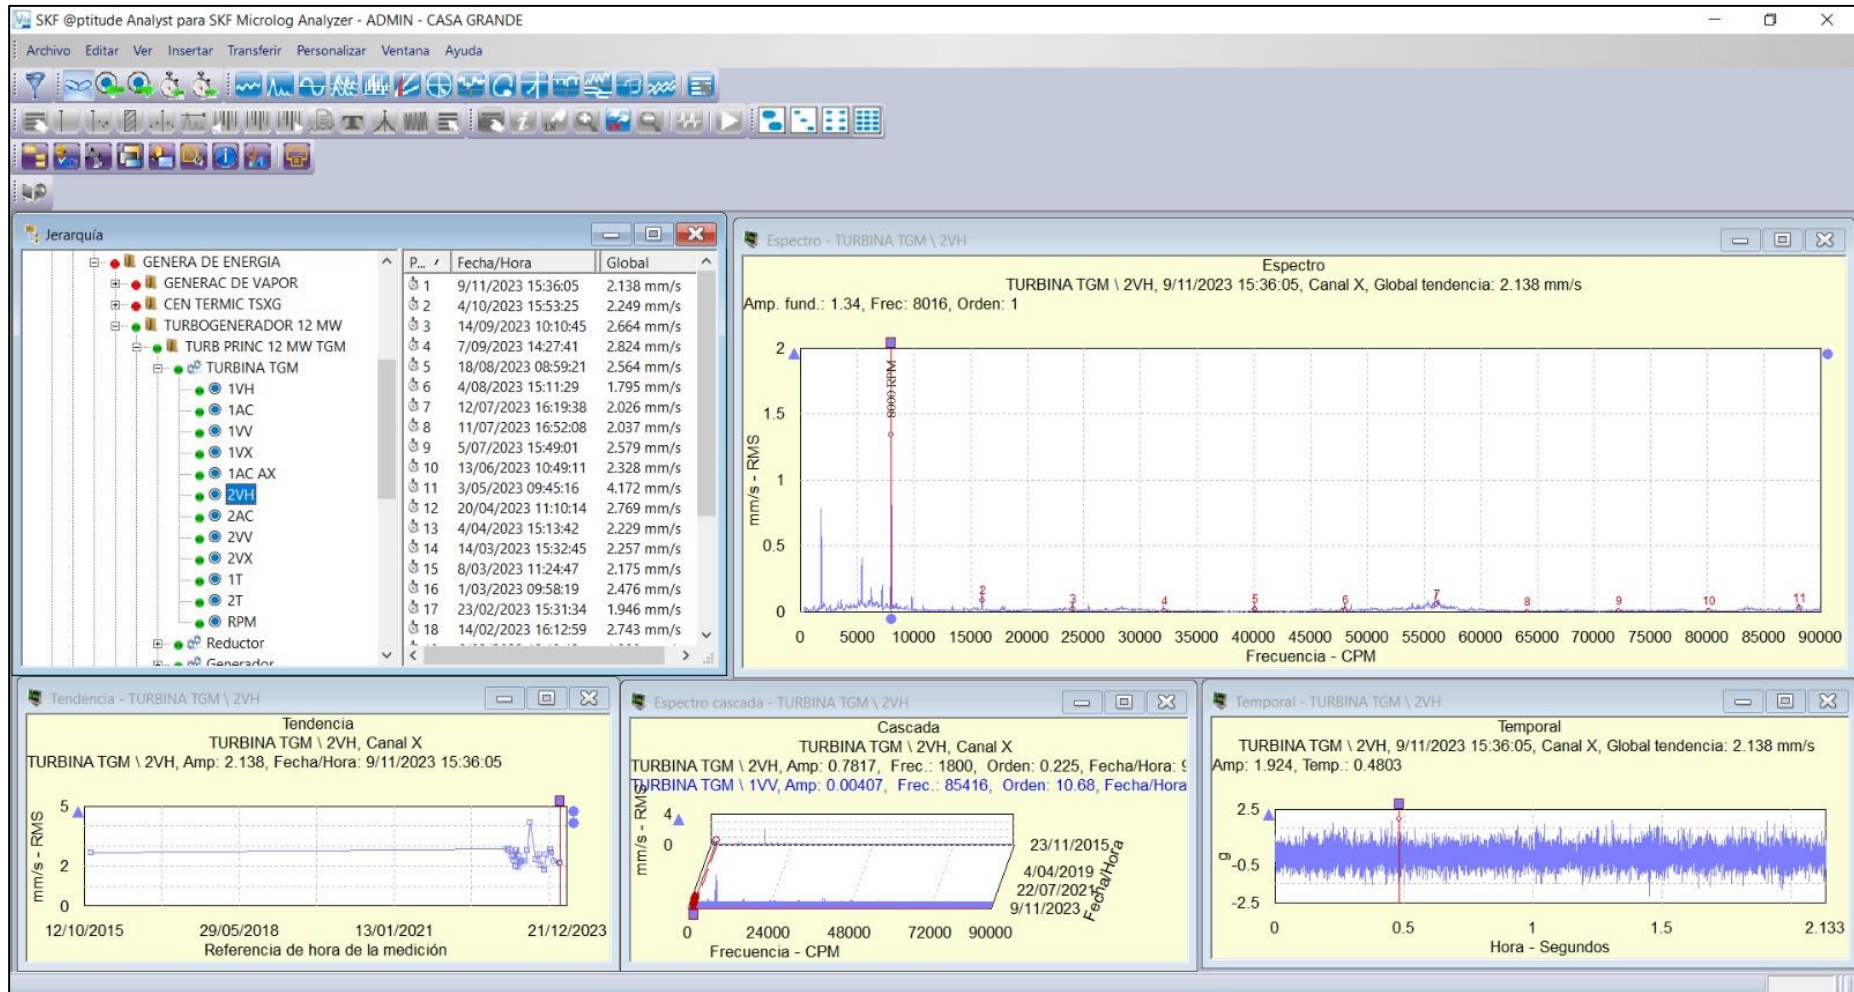 SKF @ptitude Analyst para SKF Microlog Analyzer - ADMIN - CASA GRANDE
Archivo Editar Ver Insertar Transferir Personalizar Ventana Ayuda
Jerarquía
GENERA DE ENERGIA
GENERAC DE VAPOR
CEN TERMIC TSXG
TURBOGENERADOR 12 MW
TURB PRINC 12 MW TGM
TURBINA TGM
1VH
1AC
1VV
1VX
1AC AX
2VH
2AC
2VV
2VX
1T
2T
RPM
Reductor
Generador
P... Fecha/Hora Global
1 9/11/2023 15:36:05 2.138 mm/s
2 4/10/2023 15:53:25 2.249 mm/s
3 14/09/2023 10:10:45 2.664 mm/s
4 7/09/2023 14:27:41 2.824 mm/s
5 18/08/2023 08:59:21 2.564 mm/s
6 4/08/2023 15:11:29 1.795 mm/s
7 12/07/2023 16:19:38 2.026 mm/s
8 11/07/2023 16:52:08 2.037 mm/s
9 5/07/2023 15:49:01 2.579 mm/s
10 13/06/2023 10:49:11 2.328 mm/s
11 3/05/2023 09:45:16 4.172 mm/s
12 20/04/2023 11:10:14 2.769 mm/s
13 4/04/2023 15:13:42 2.229 mm/s
14 14/03/2023 15:32:45 2.257 mm/s
15 8/03/2023 11:24:47 2.175 mm/s
16 1/03/2023 09:58:19 2.476 mm/s
17 23/02/2023 15:31:34 1.946 mm/s
18 14/02/2023 16:12:59 2.743 mm/s
Espectro - TURBINA TGM \ 2VH
Espectro
TURBINA TGM \ 2VH, 9/11/2023 15:36:05, Canal X, Global tendencia: 2.138 mm/s
Amp. fund.: 1.34, Frec: 8016, Orden: 1
mm/s - RMS
2
1.5
1
0.5
0
8000 RPM
2 3 4 5 6 7 8 9 10 11
0 5000 10000 15000 20000 25000 30000 35000 40000 45000 50000 55000 60000 65000 70000 75000 80000 85000 90000
Frecuencia - CPM
Tendencia - TURBINA TGM \ 2VH
Tendencia
TURBINA TGM \ 2VH, Canal X
TURBINA TGM \ 2VH, Amp: 2.138, Fecha/Hora: 9/11/2023 15:36:05
mm/s - RMS
5
2
0
12/10/2015 29/05/2018 13/01/2021 21/12/2023
Referencia de hora de la medición
Espectro cascada - TURBINA TGM \ 2VH
Cascada
TURBINA TGM \ 2VH, Canal X
TURBINA TGM \ 2VH, Amp: 0.7817, Frec.: 1800, Orden: 0.225, Fecha/Hora: 9
TURBINA TGM \ 1VV, Amp: 0.00407, Frec.: 85416, Orden: 10.68, Fecha/Hora
mm/s - RMS
4
0
23/11/2015
4/04/2019
22/07/2021
9/11/2023
Fecha/Hora
0 24000 48000 72000 90000
Frecuencia - CPM
Temporal - TURBINA TGM \ 2VH
Temporal
TURBINA TGM \ 2VH, 9/11/2023 15:36:05, Canal X, Global tendencia: 2.138 mm/s
Amp: 1.924, Temp.: 0.4803
g
2.5
-0.5
-2.5
0 0.5 1 1.5 2.133
Hora - Segundos